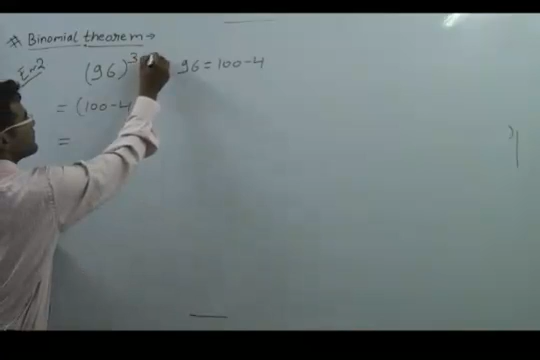 # Binomial theorem →
Ex 2
(96)³ 96 = 100 - 4
= (100 - 4
=